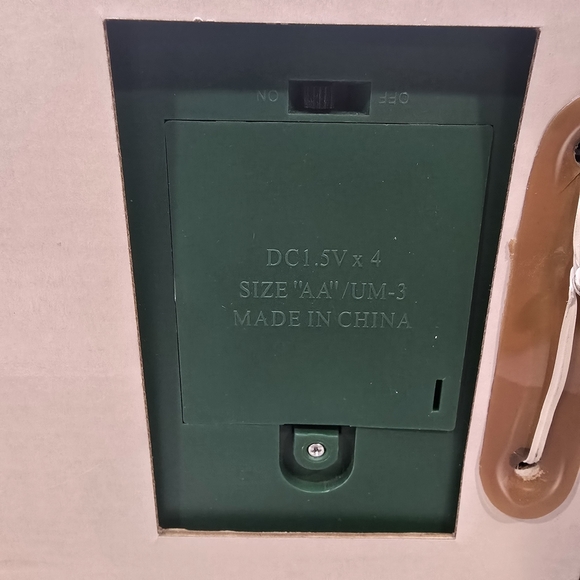 ON OFF
DC1.5V x 4
SIZE "AA"/UM-3
MADE IN CHINA